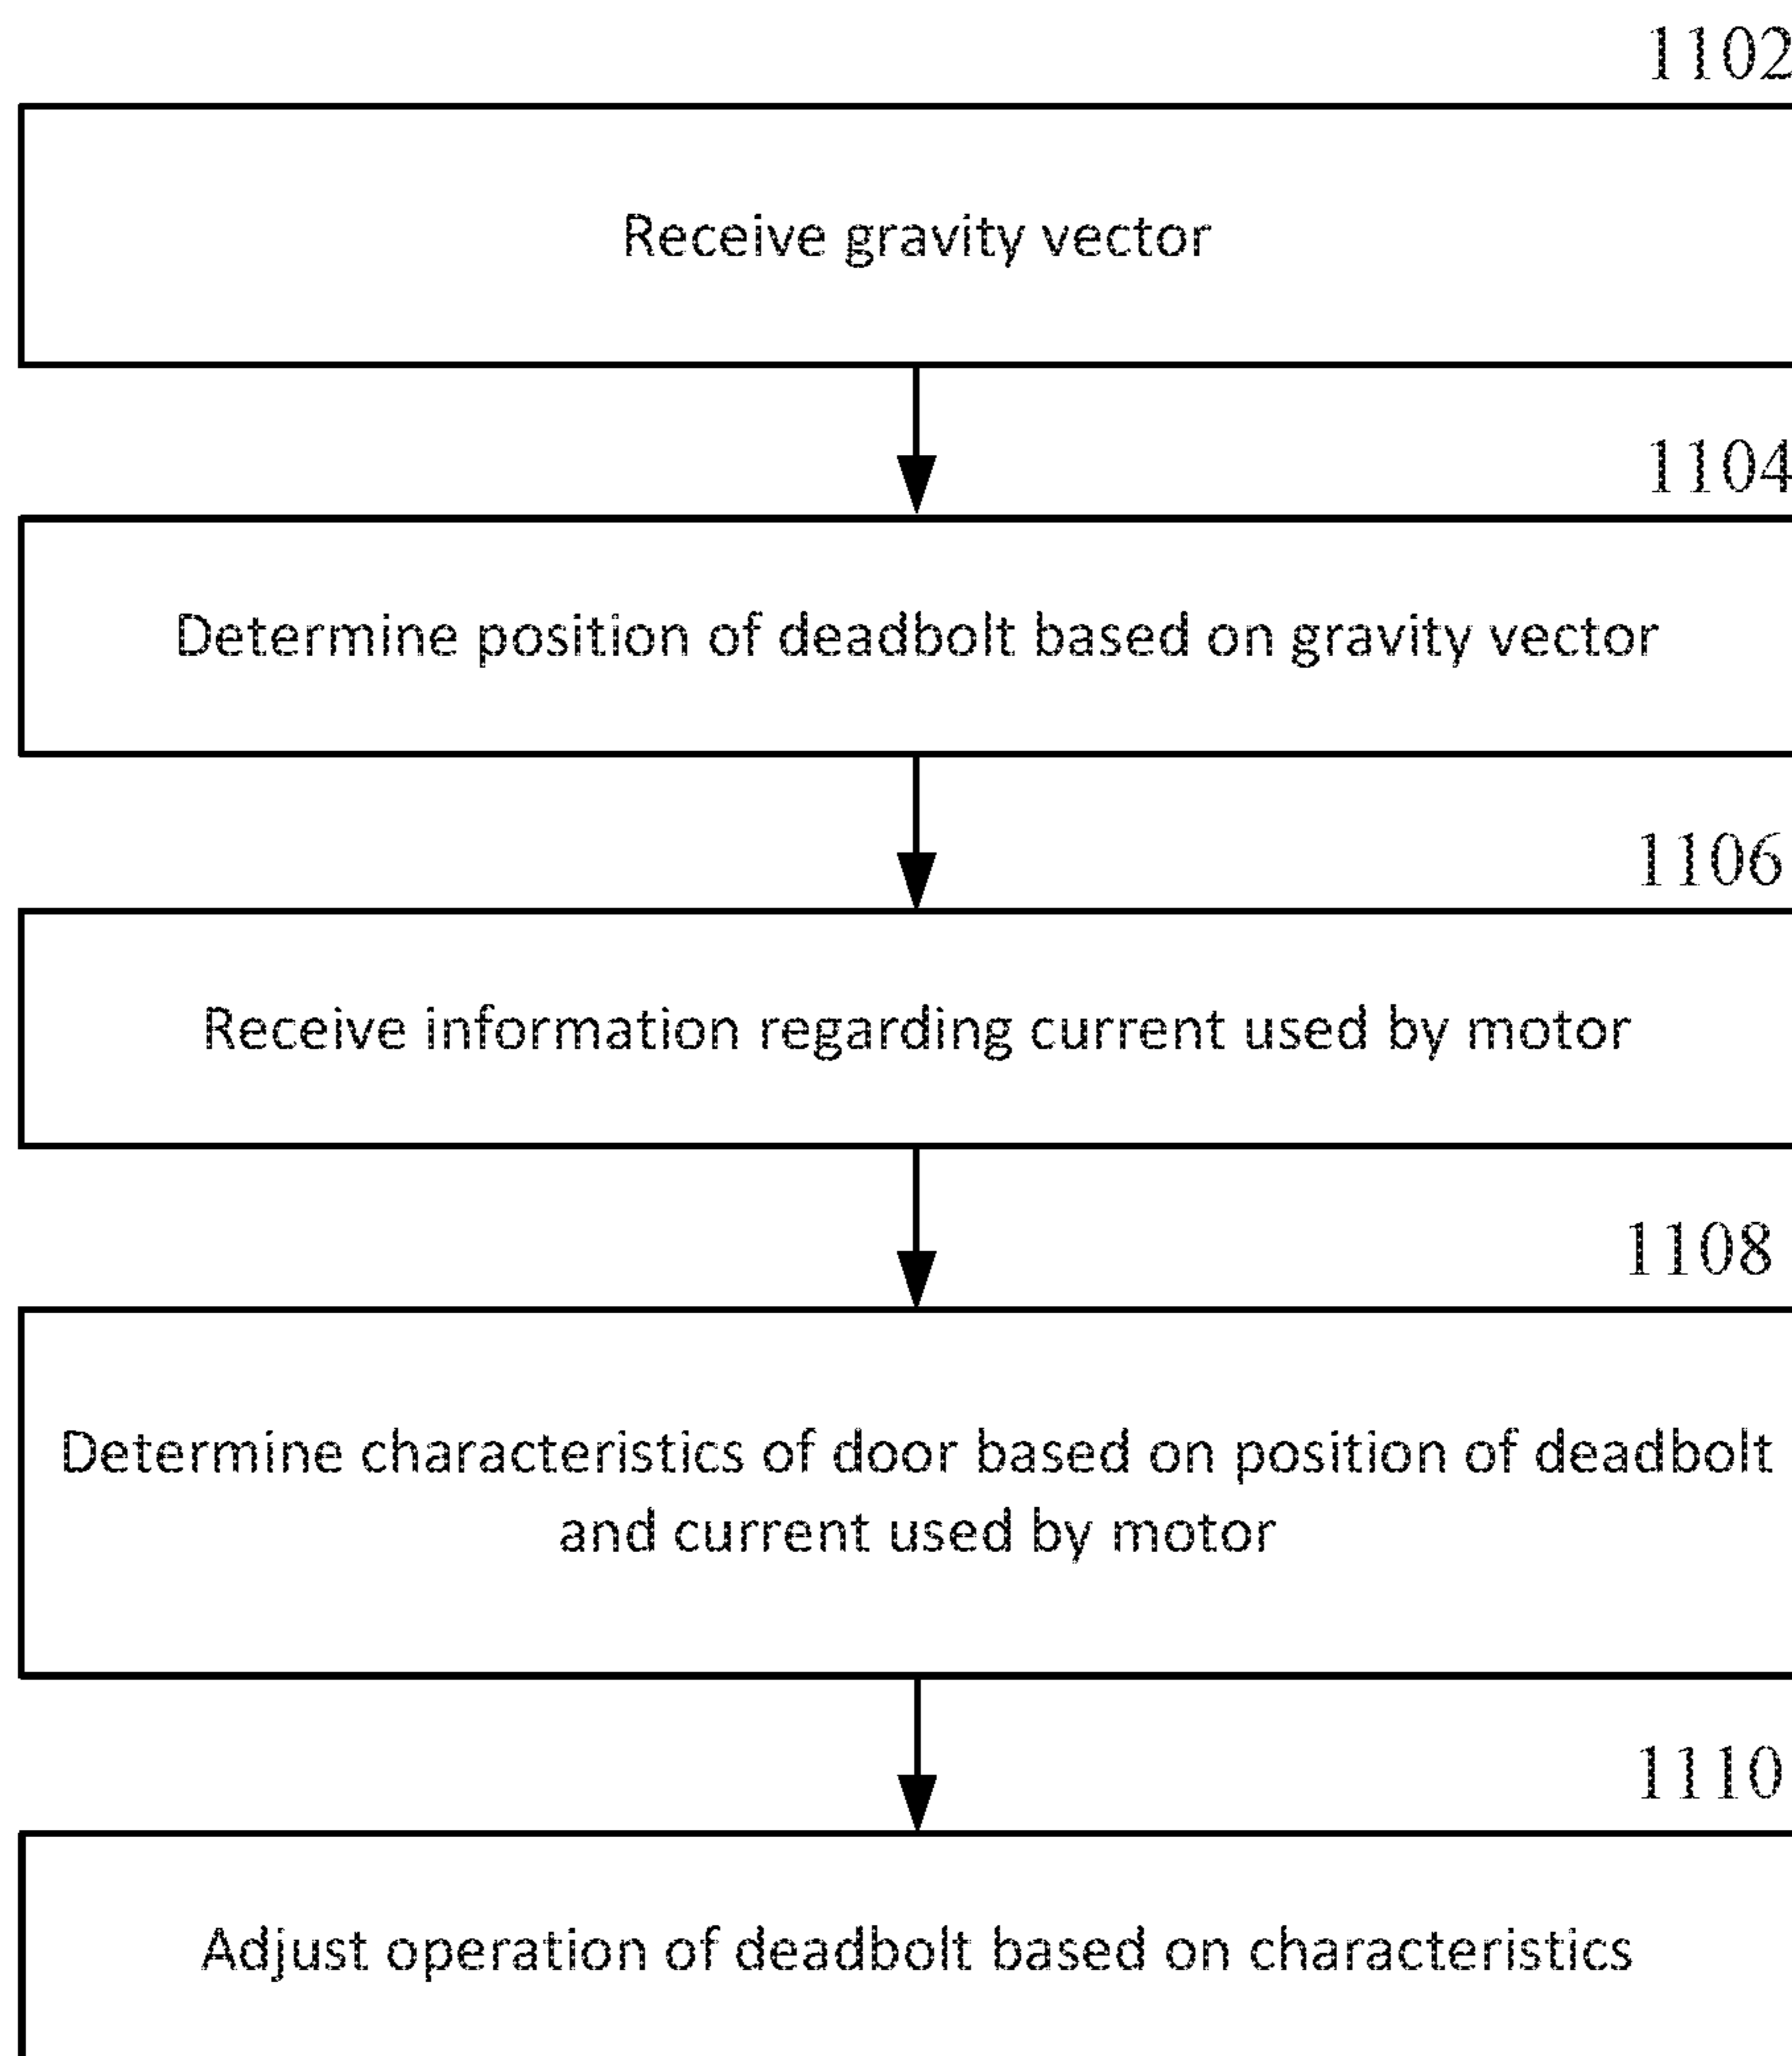 1102
Receive gravity vector
1104
Determine position of deadbolt based on gravity vector
1106
Receive information regarding current used by motor
1108
Determine characteristics of door based on position of deadbolt
and current used by motor
1110
Adjust operation of deadbolt based on characteristics